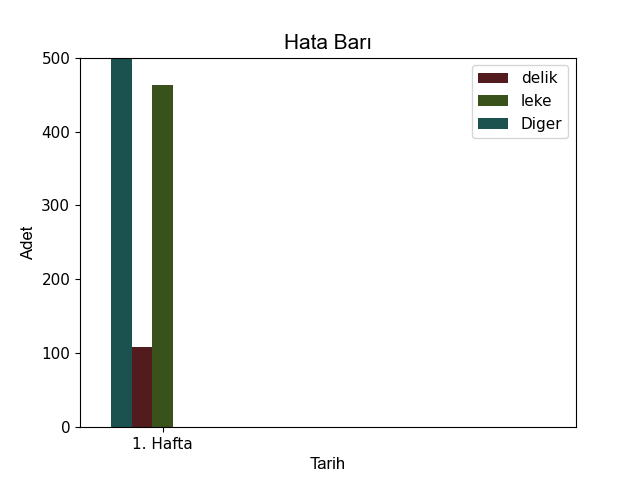 Hata Barı
500
400
300
200
100
0
Adet
delik
leke
Diger
1. Hafta
Tarih